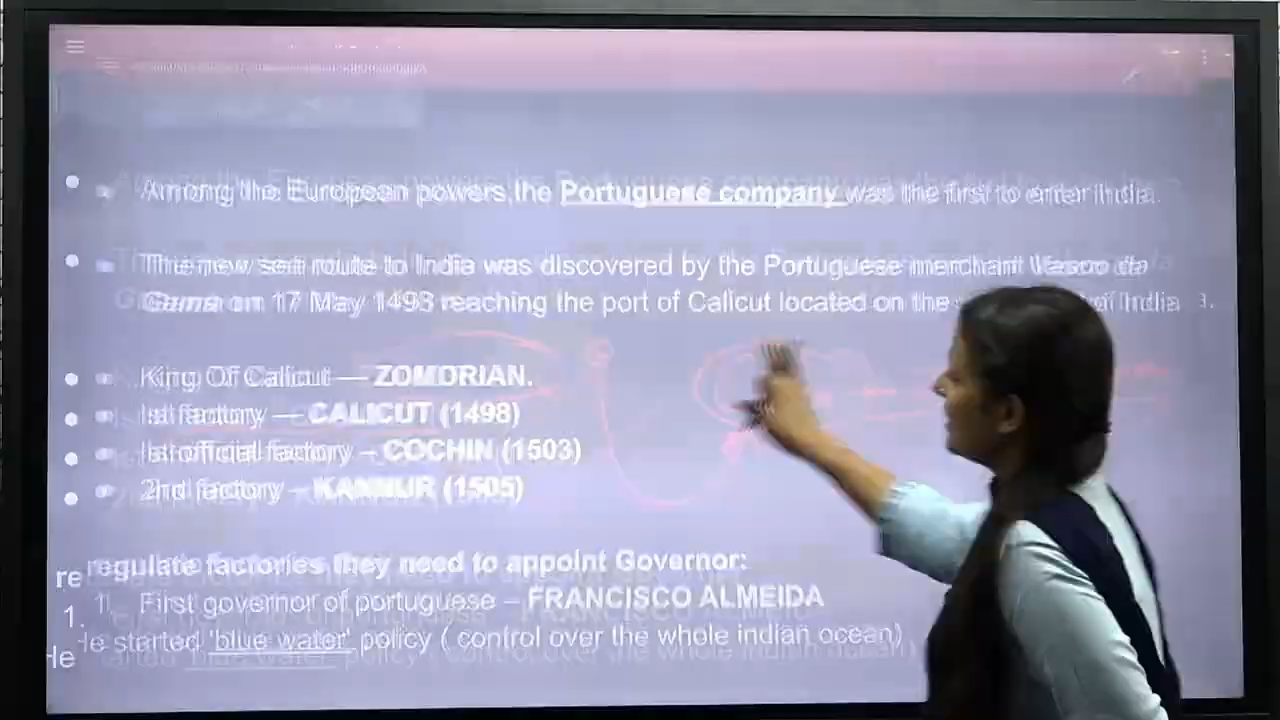 Among the European powers,the Portuguese company was the first to enter India.
The new sea route to India was discovered by the Portuguese merchant Vasco da
Gama on 17 May 1498 reaching the port of Calicut located on the of India
King Of Calicut — ZOMORIAN.
Ist factory — CALICUT (1498)
Ist official factory – COCHIN (1503)
2nd factory – KANNUR (1505)
regulate factories they need to appoint Governor:
1. First governor of portuguese – FRANCISCO ALMEIDA
He started 'blue water' policy ( control over the whole indian ocean)